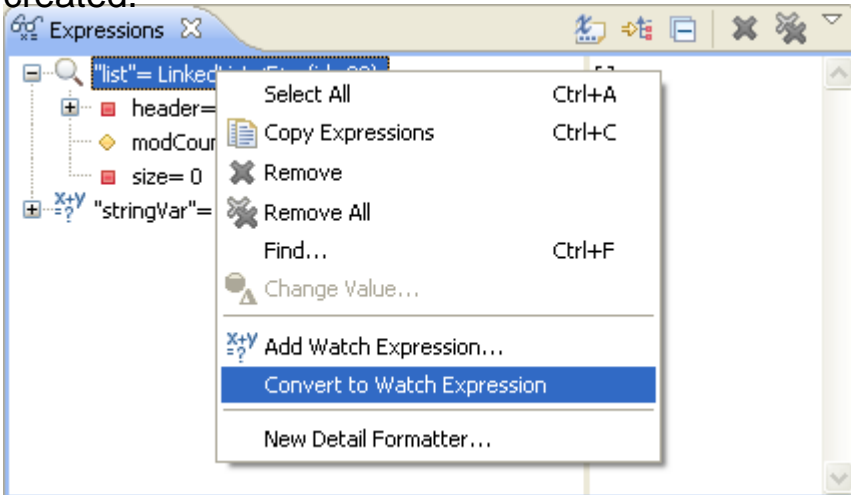 created.
Expressions
"list"= Linked
[]
header=
modCour
size= 0
"stringVar"=
Select All Ctrl+A
Copy Expressions Ctrl+C
Remove
Remove All
Find... Ctrl+F
Change Value...
Add Watch Expression...
Convert to Watch Expression
New Detail Formatter...